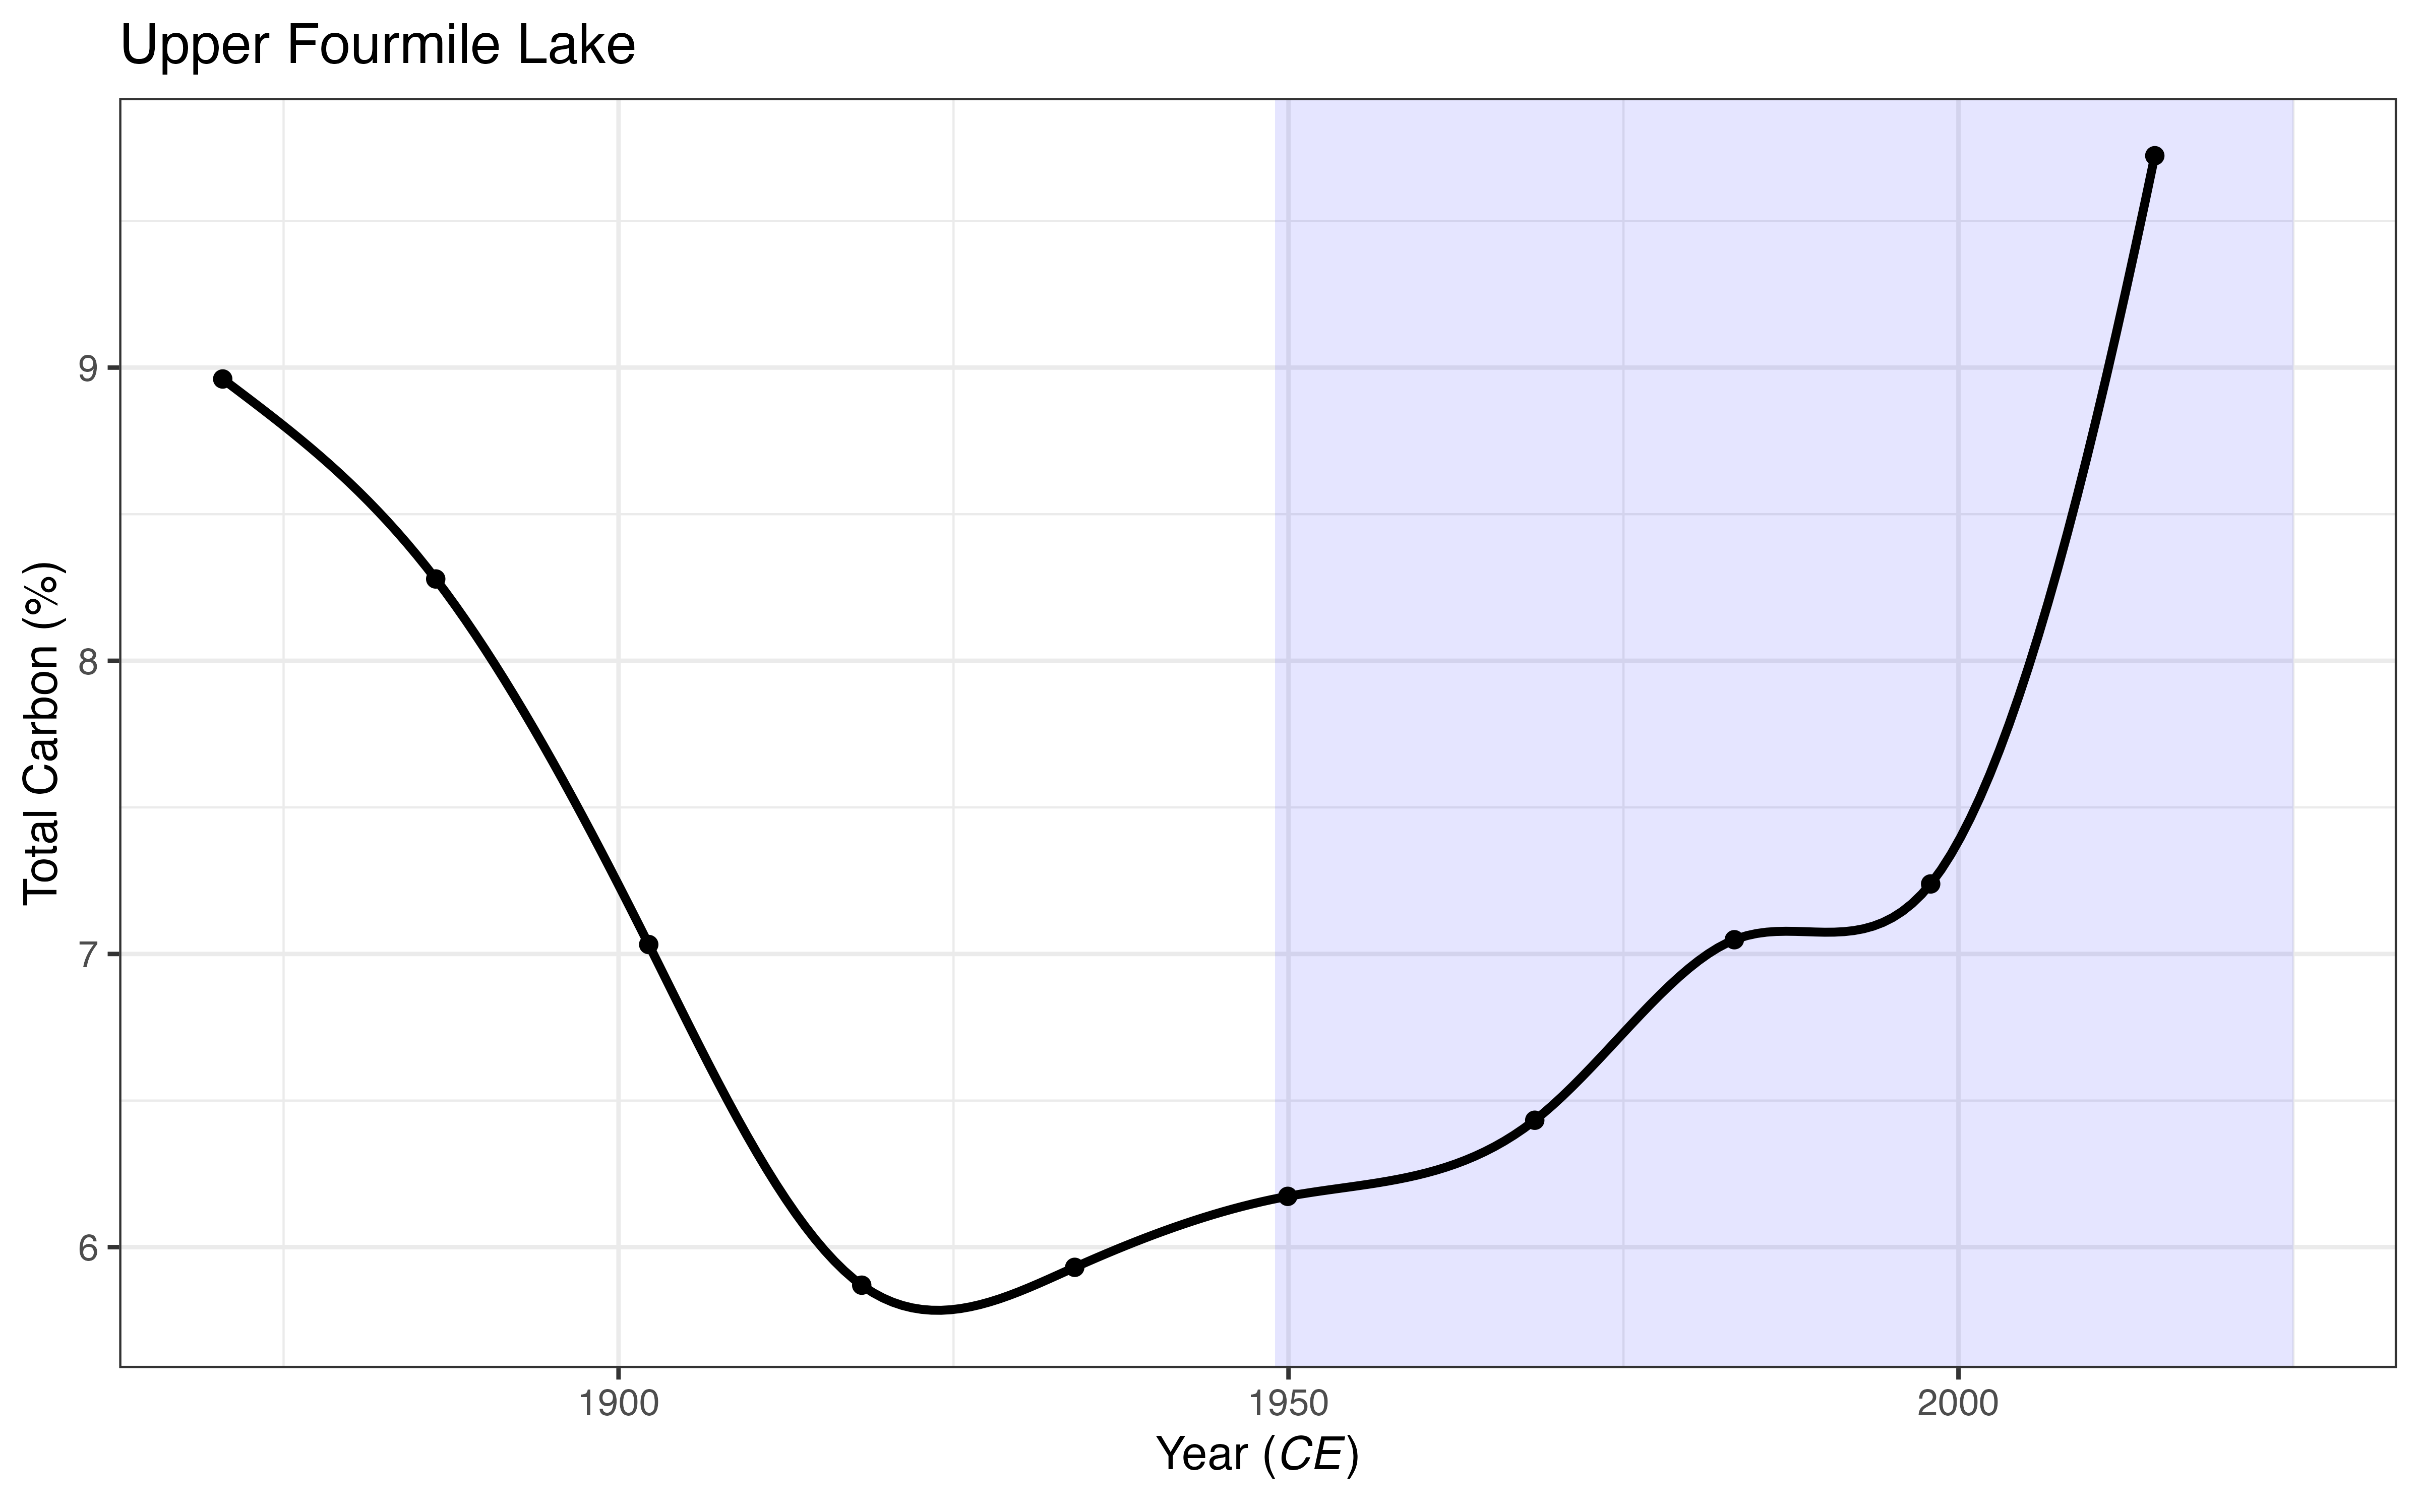 Upper Fourmile Lake
Total Carbon (%)
9
8
7
6
1900
1950
2000
Year (CE)